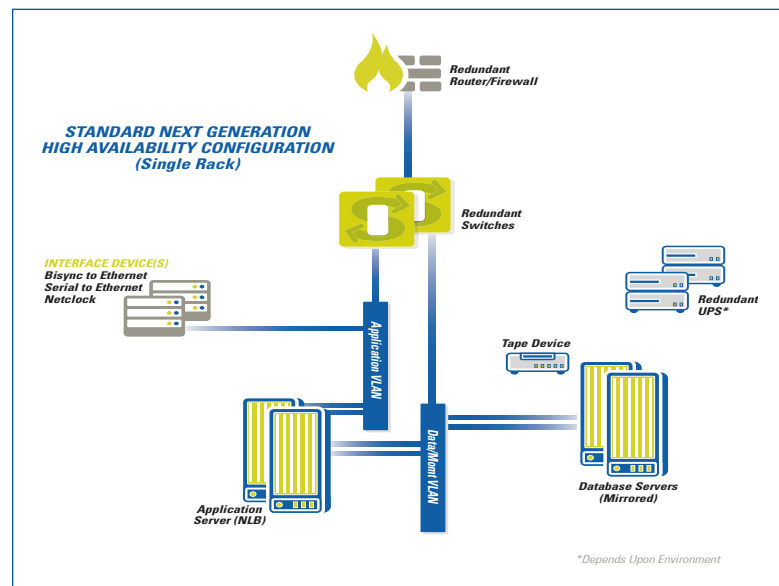 Redundant
Router/Firewall
STANDARD NEXT GENERATION
HIGH AVAILABILITY CONFIGURATION
(Single Rack)
Redundant
Switches
INTERFACE DEVICE(S)
Bisync to Ethernet
Serial to Ethernet
Netclock
Redundant
UPS*
Application VLAN
Tape Device
Data/Momt VLAN
Application
Server (NLB)
Database Servers
(Mirrored)
*Depends Upon Environment